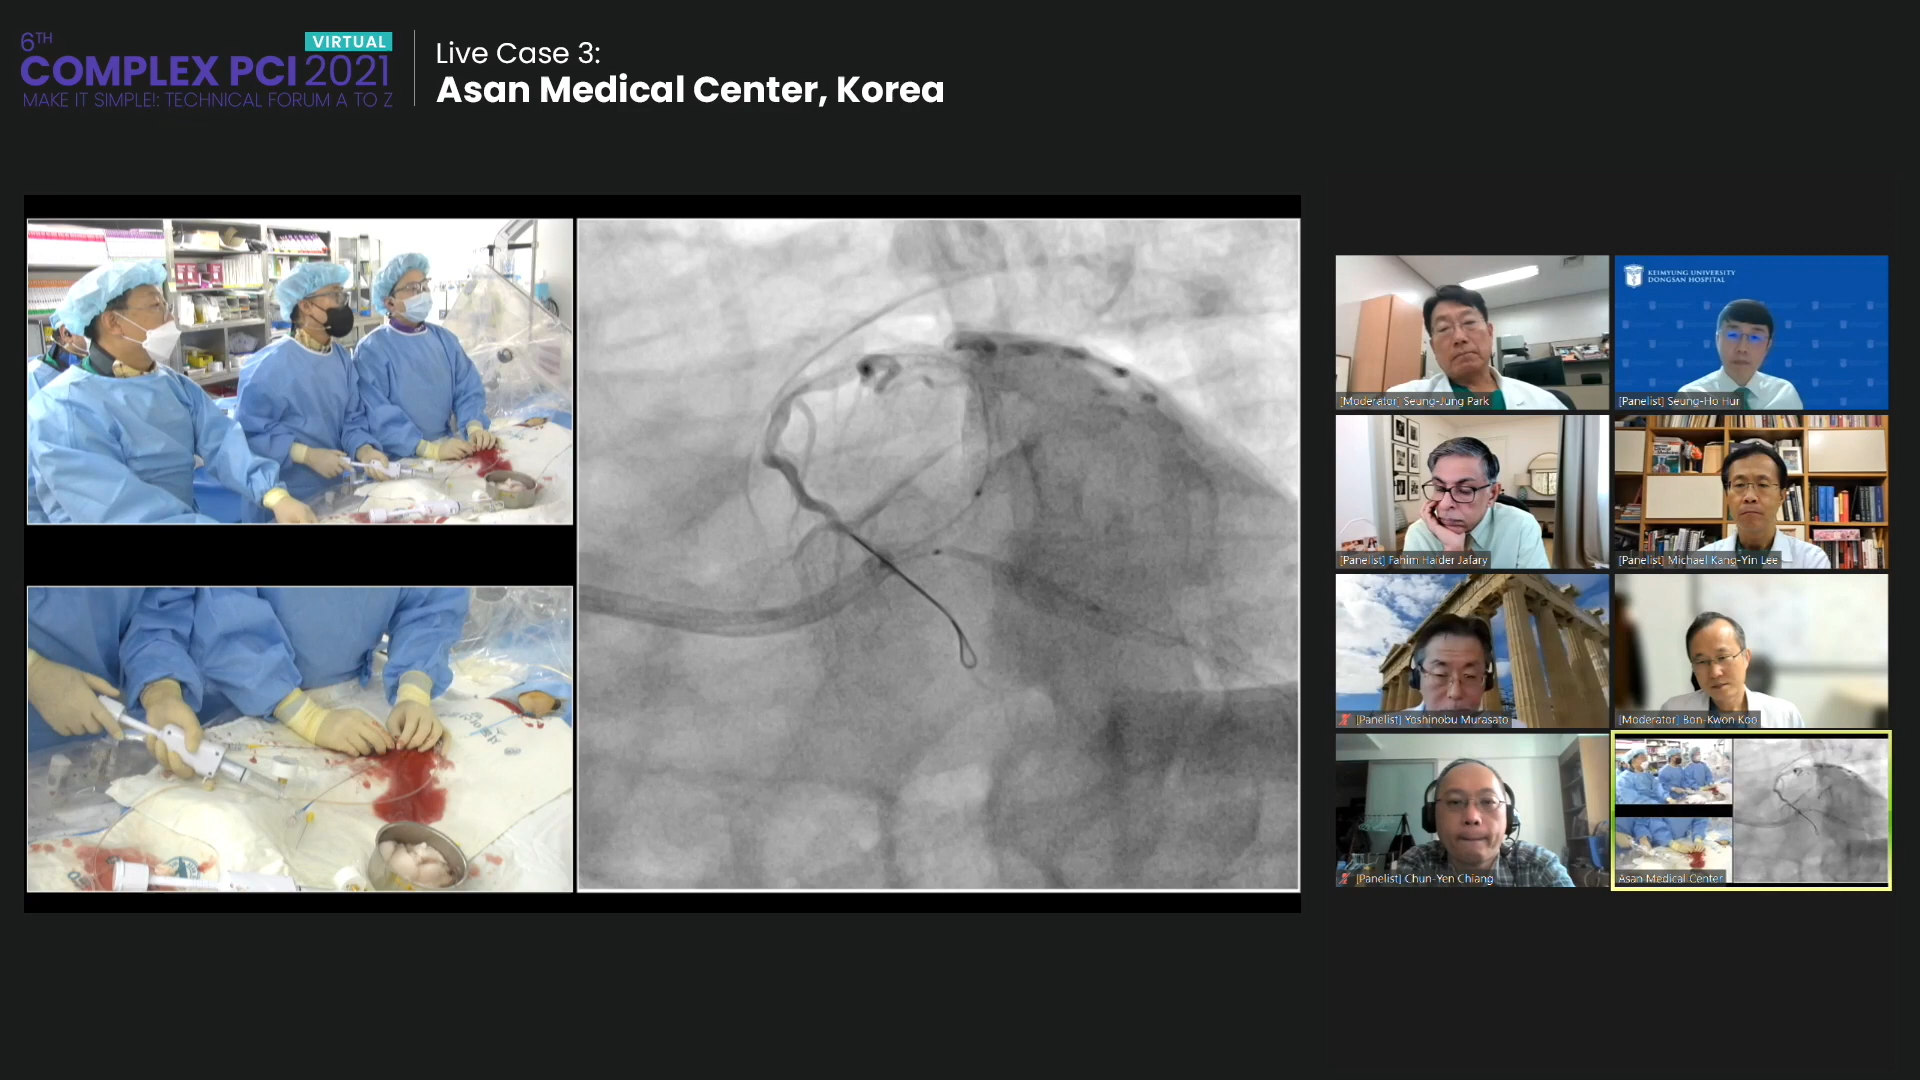 6TH
VIRTUAL
COMPLEX PCI 2021
MAKE IT SIMPLE!: TECHNICAL FORUM A TO Z
Live Case 3:
Asan Medical Center, Korea
KEIMYUNG UNIVERSITY
DONGSAN HOSPITAL
[Moderator] Seung-Jung Park
[Panelist] Seung-Ho Hur
[Panelist] Fahim Haider Jafary
[Panelist] Michael Kang-Yin Lee
[Panelist] Yoshinobu Murasato
[Moderator] Bon-Kwon Koo
[Panelist] Chun-Yen Chiang
Asan Medical Center